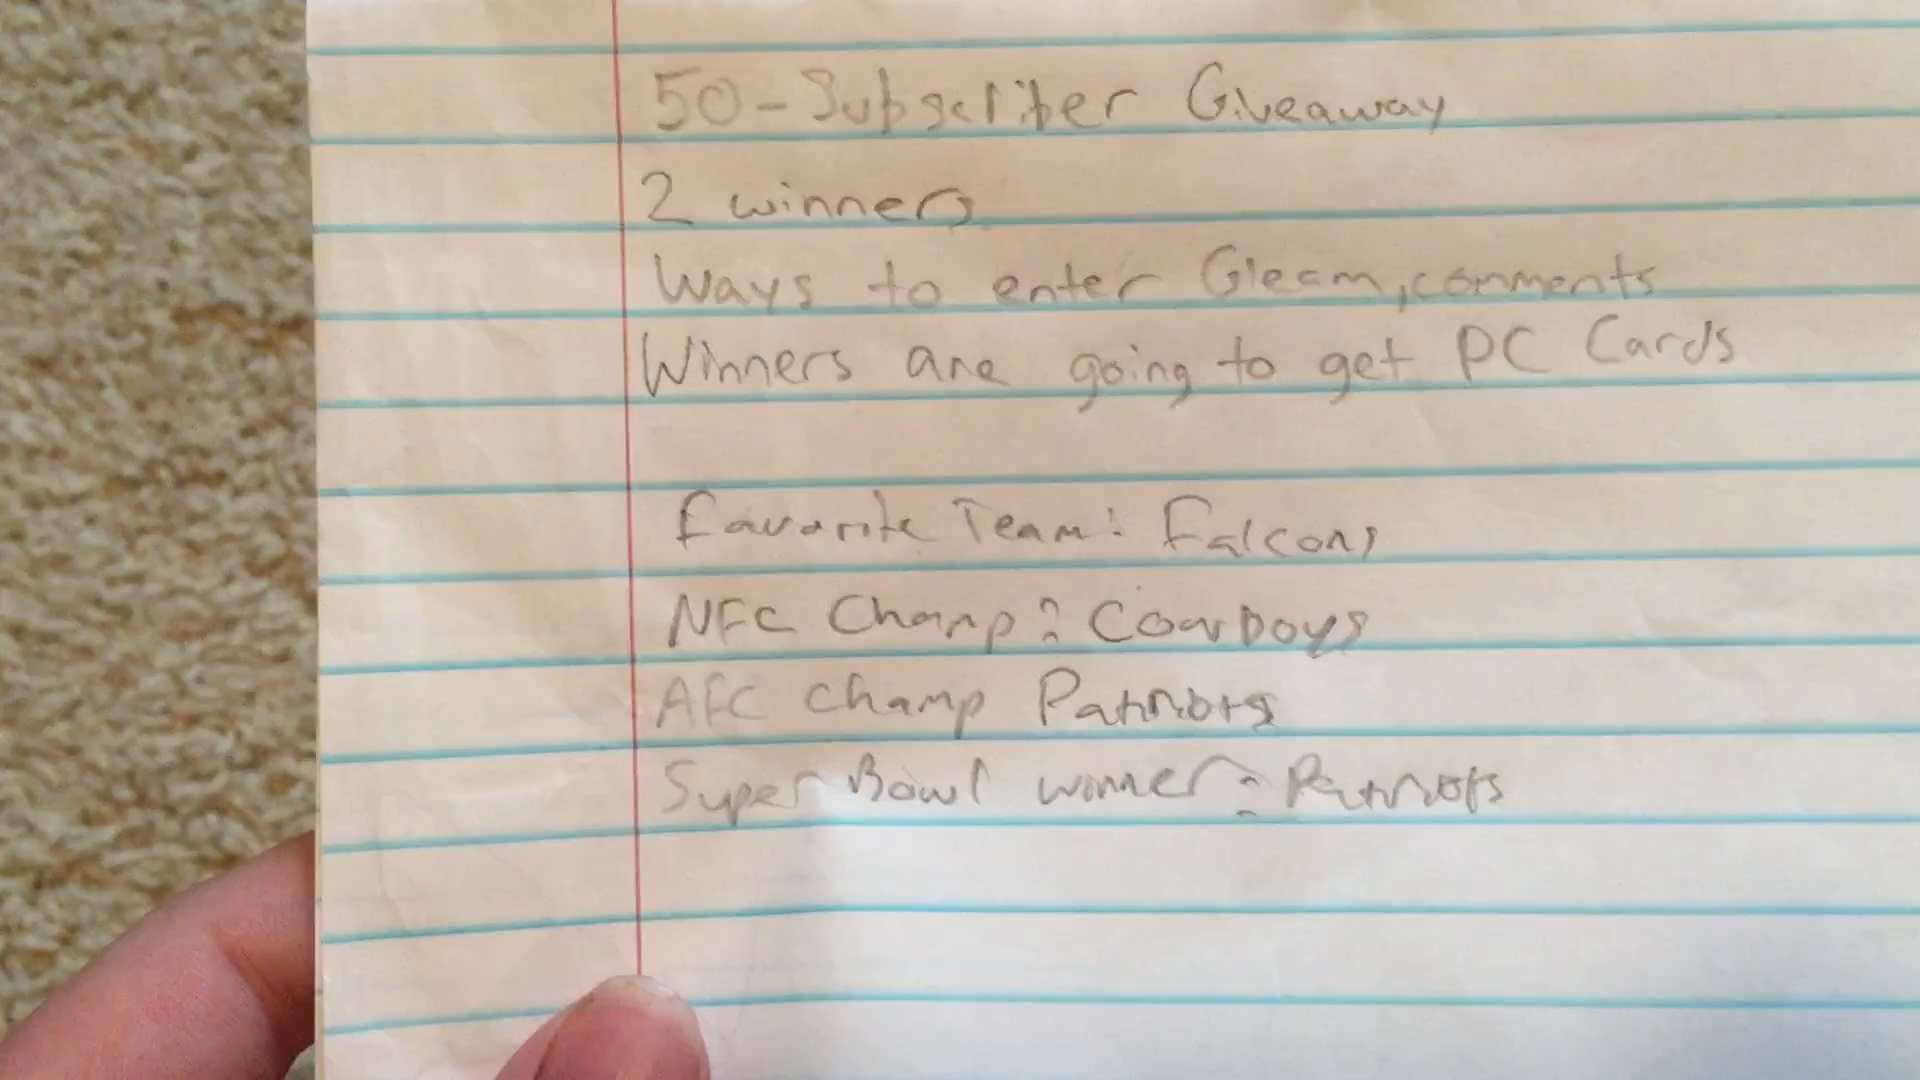 50-Subscriber Giveaway
2 winners
Ways to enter Gleam, comments
Winners are going to get PC Cards
Favorite Team: Falcons
NFC Champ: Cowboys
AFC Champ Patriots
Super Bowl winner: Patriots